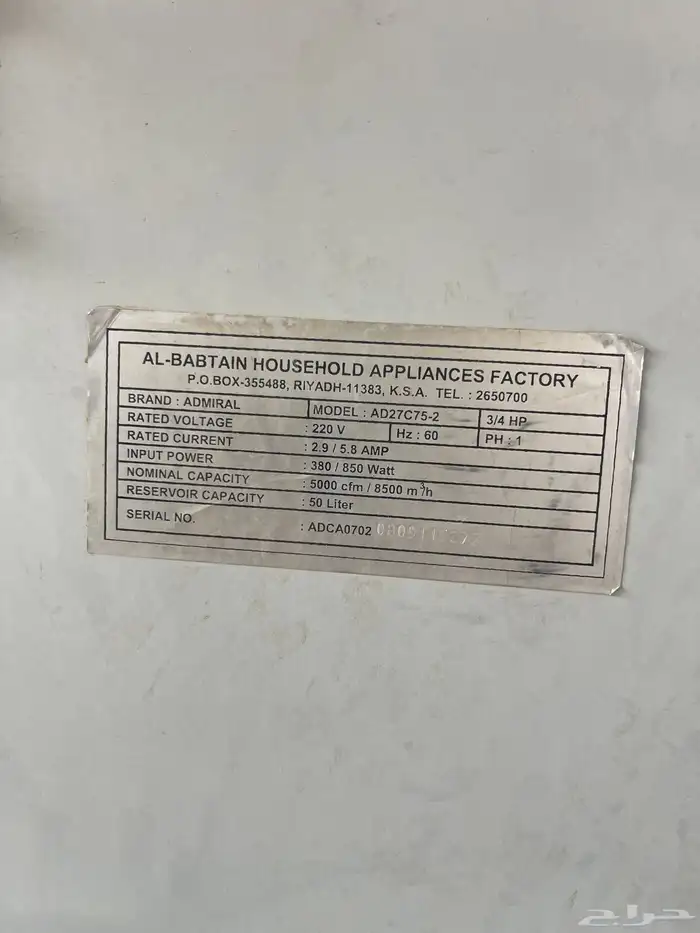 AL-BABTAIN HOUSEHOLD APPLIANCES FACTORY
P.O.BOX-355488, RIYADH-11383, K.S.A. TEL. : 2650700
BRAND : ADMIRAL MODEL : AD27C75-2 3/4 HP
RATED VOLTAGE : 220 V Hz : 60 PH : 1
RATED CURRENT : 2.9 / 5.8 AMP
INPUT POWER : 380 / 850 Watt
NOMINAL CAPACITY : 5000 cfm / 8500 m³/h
RESERVOIR CAPACITY : 50 Liter
SERIAL NO. : ADCA0702
حراج